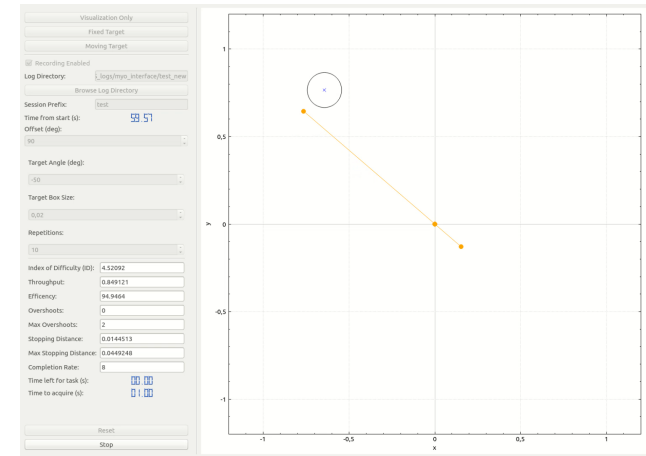 Visualization Only
Fixed Target
Moving Target
Recording Enabled
Log Directory: i_logs/myo_interface/test_new
Browse Log Directory
Session Prefix: test
Time from start (s): 59.57
Offset (deg):
90
Target Angle (deg):
-50
Target Box Size:
0,02
Repetitions:
10
Index of Difficulty (ID): 4.52092
Throughput: 0.849121
Efficency: 94.9464
Overshoots: 0
Max Overshoots: 2
Stopping Distance: 0.0144513
Max Stopping Distance: 0.0449248
Completion Rate: 8
Time left for task (s): 00.00
Time to acquire (s): 01.00
Reset
Stop
1
0,5
0
-0,5
-1
y
-1 -0,5 0 0,5 1
x